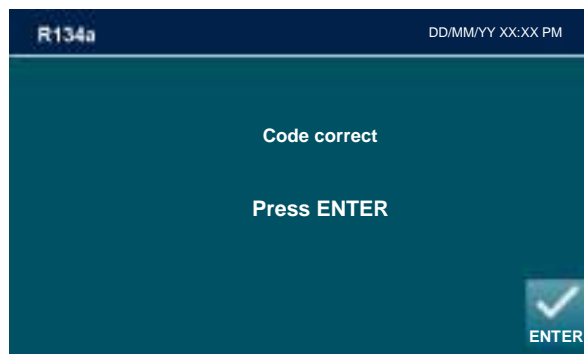 R134a DD/MM/YY XX:XX PM
Code correct
Press ENTER
ENTER